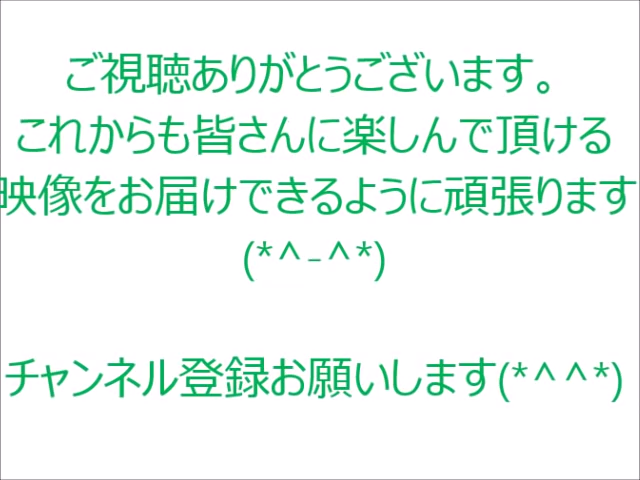 ご視聴ありがとうございます。
これからも皆さんに楽しんで頂ける
映像をお届けできるように頑張ります
(*^-^*)
チャンネル登録お願いします(*^^*)